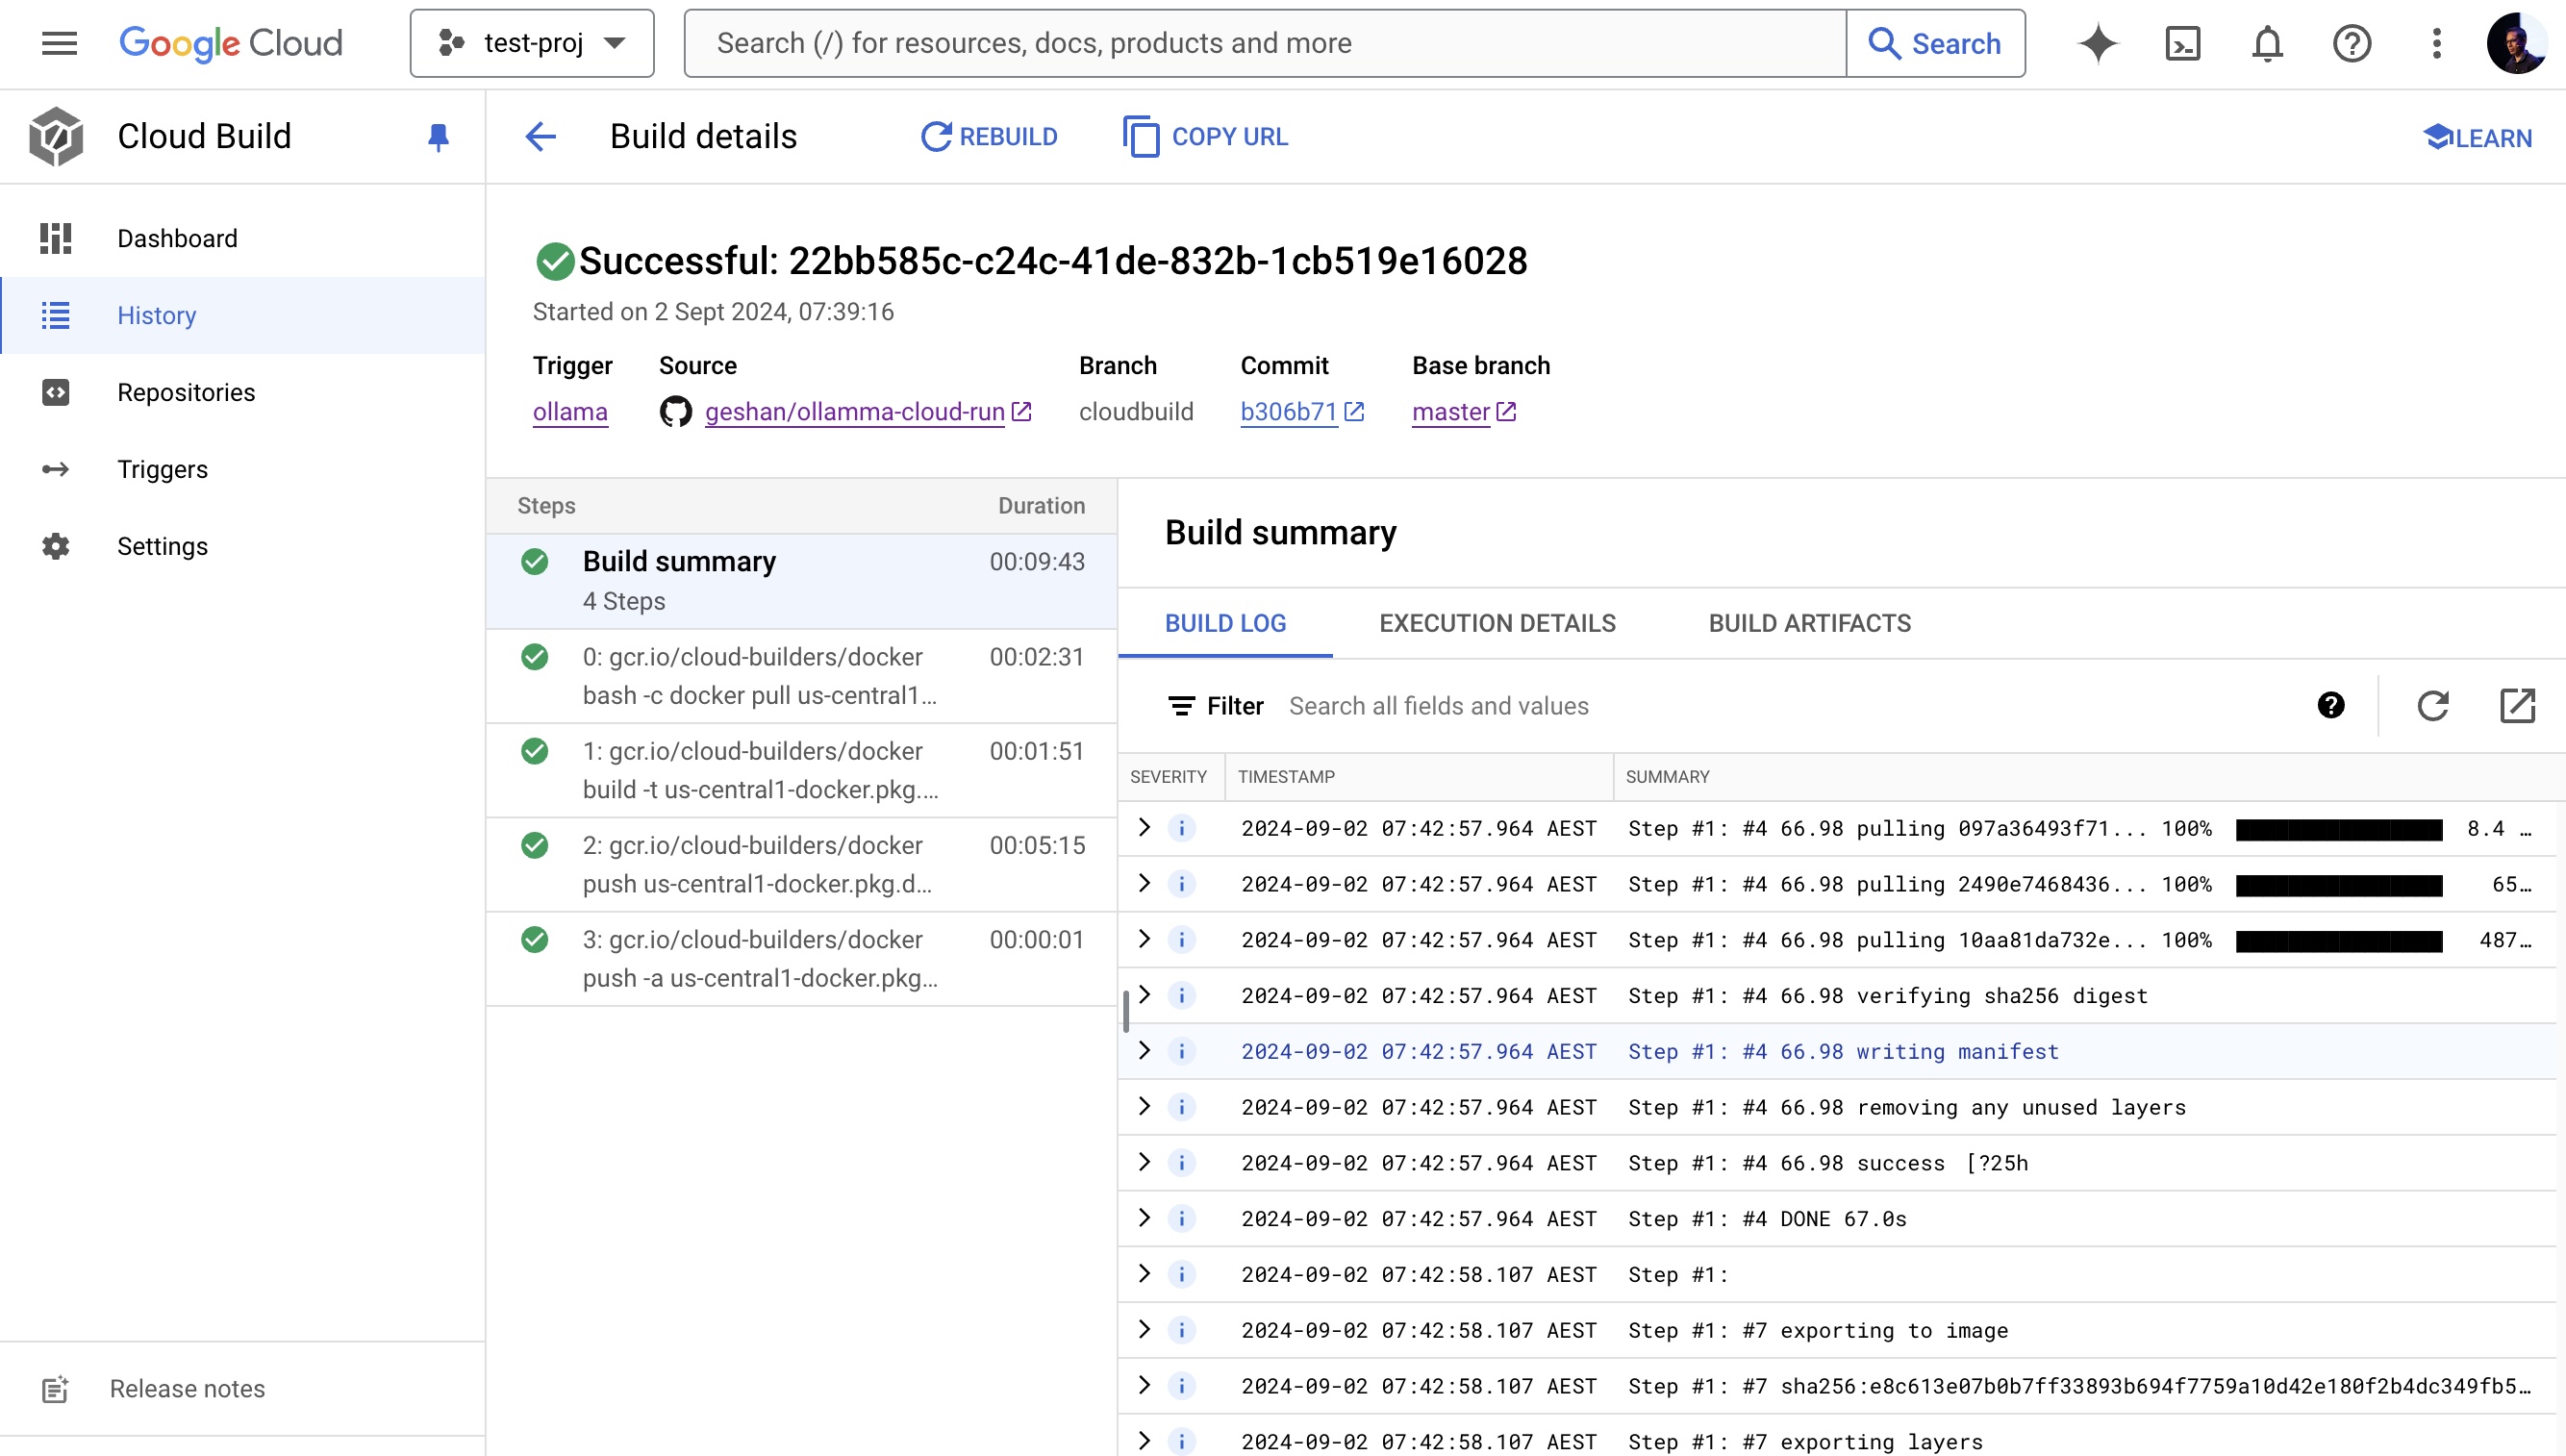 Google Cloud
test-proj
Search (/) for resources, docs, products and more
Search
Cloud Build
Build details
REBUILD
COPY URL
LEARN
Dashboard
History
Repositories
Triggers
Settings
Release notes
Successful: 22bb585c-c24c-41de-832b-1cb519e16028
Started on 2 Sept 2024, 07:39:16
Trigger Source Branch Commit Base branch
ollama geshan/ollamma-cloud-run cloudbuild b306b71 master
Steps Duration
Build summary 00:09:43
4 Steps
0: gcr.io/cloud-builders/docker 00:02:31
bash -c docker pull us-central1...
1: gcr.io/cloud-builders/docker 00:01:51
build -t us-central1-docker.pkg....
2: gcr.io/cloud-builders/docker 00:05:15
push us-central1-docker.pkg.d...
3: gcr.io/cloud-builders/docker 00:00:01
push -a us-central1-docker.pkg...
Build summary
BUILD LOG EXECUTION DETAILS BUILD ARTIFACTS
Filter Search all fields and values
SEVERITY TIMESTAMP SUMMARY
2024-09-02 07:42:57.964 AEST Step #1: #4 66.98 pulling 097a36493f71... 100% 8.4 …
2024-09-02 07:42:57.964 AEST Step #1: #4 66.98 pulling 2490e7468436... 100% 65…
2024-09-02 07:42:57.964 AEST Step #1: #4 66.98 pulling 10aa81da732e... 100% 487…
2024-09-02 07:42:57.964 AEST Step #1: #4 66.98 verifying sha256 digest
2024-09-02 07:42:57.964 AEST Step #1: #4 66.98 writing manifest
2024-09-02 07:42:57.964 AEST Step #1: #4 66.98 removing any unused layers
2024-09-02 07:42:57.964 AEST Step #1: #4 66.98 success [?25h
2024-09-02 07:42:57.964 AEST Step #1: #4 DONE 67.0s
2024-09-02 07:42:58.107 AEST Step #1:
2024-09-02 07:42:58.107 AEST Step #1: #7 exporting to image
2024-09-02 07:42:58.107 AEST Step #1: #7 sha256:e8c613e07b0b7ff33893b694f7759a10d42e180f2b4dc349fb5…
2024-09-02 07:42:58.107 AEST Step #1: #7 exporting layers